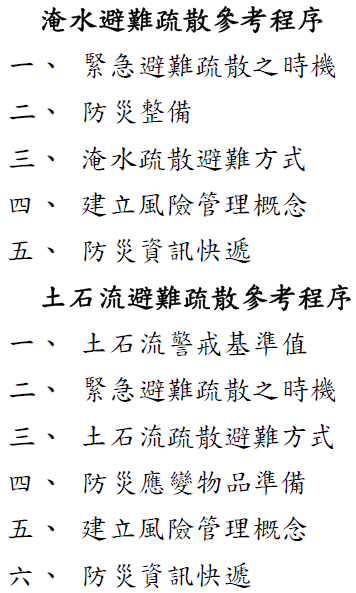 淹水避難疏散參考程序
一、 緊急避難疏散之時機
二、 防災整備
三、 淹水疏散避難方式
四、 建立風險管理概念
五、 防災資訊快遞
土石流避難疏散參考程序
一、 土石流警戒基準值
二、 緊急避難疏散之時機
三、 土石流疏散避難方式
四、 防災應變物品準備
五、 建立風險管理概念
六、 防災資訊快遞